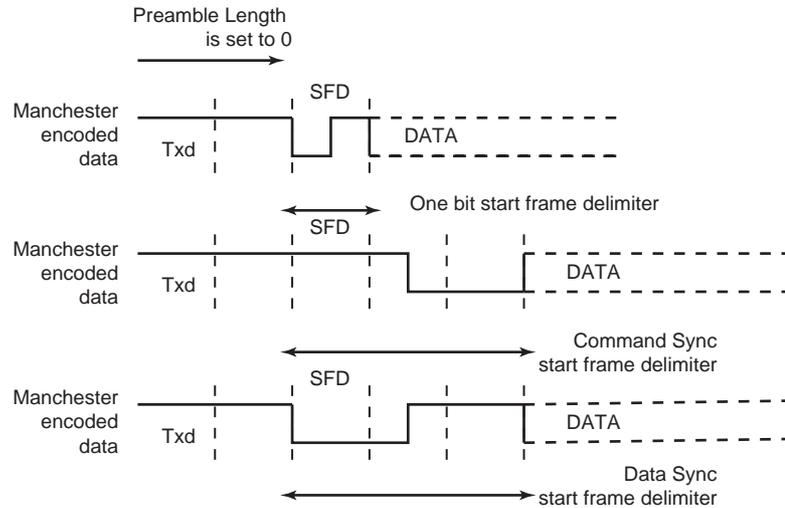 Preamble Length
is set to 0
SFD
Manchester
encoded
data
Txd
DATA
One bit start frame delimiter
SFD
Manchester
encoded
data
Txd
DATA
Command Sync
start frame delimiter
SFD
Manchester
encoded
data
Txd
DATA
Data Sync
start frame delimiter